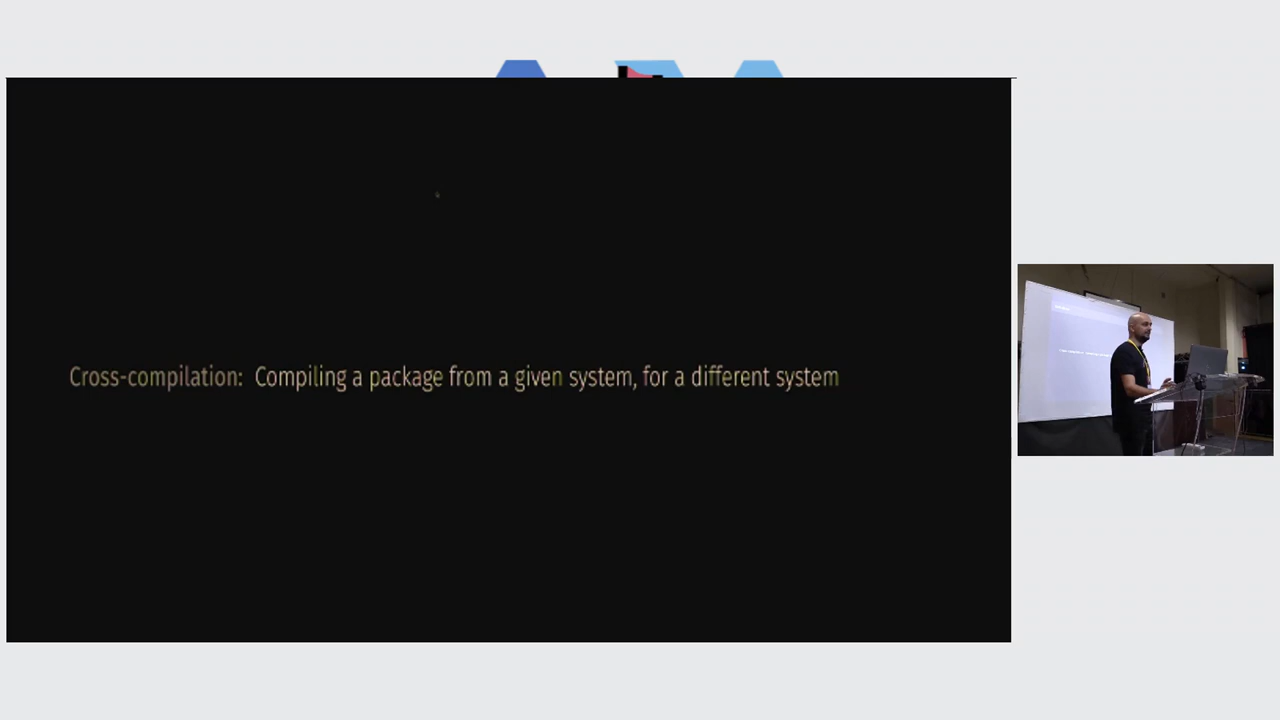 Cross-compilation: Compiling a package from a given system, for a different system